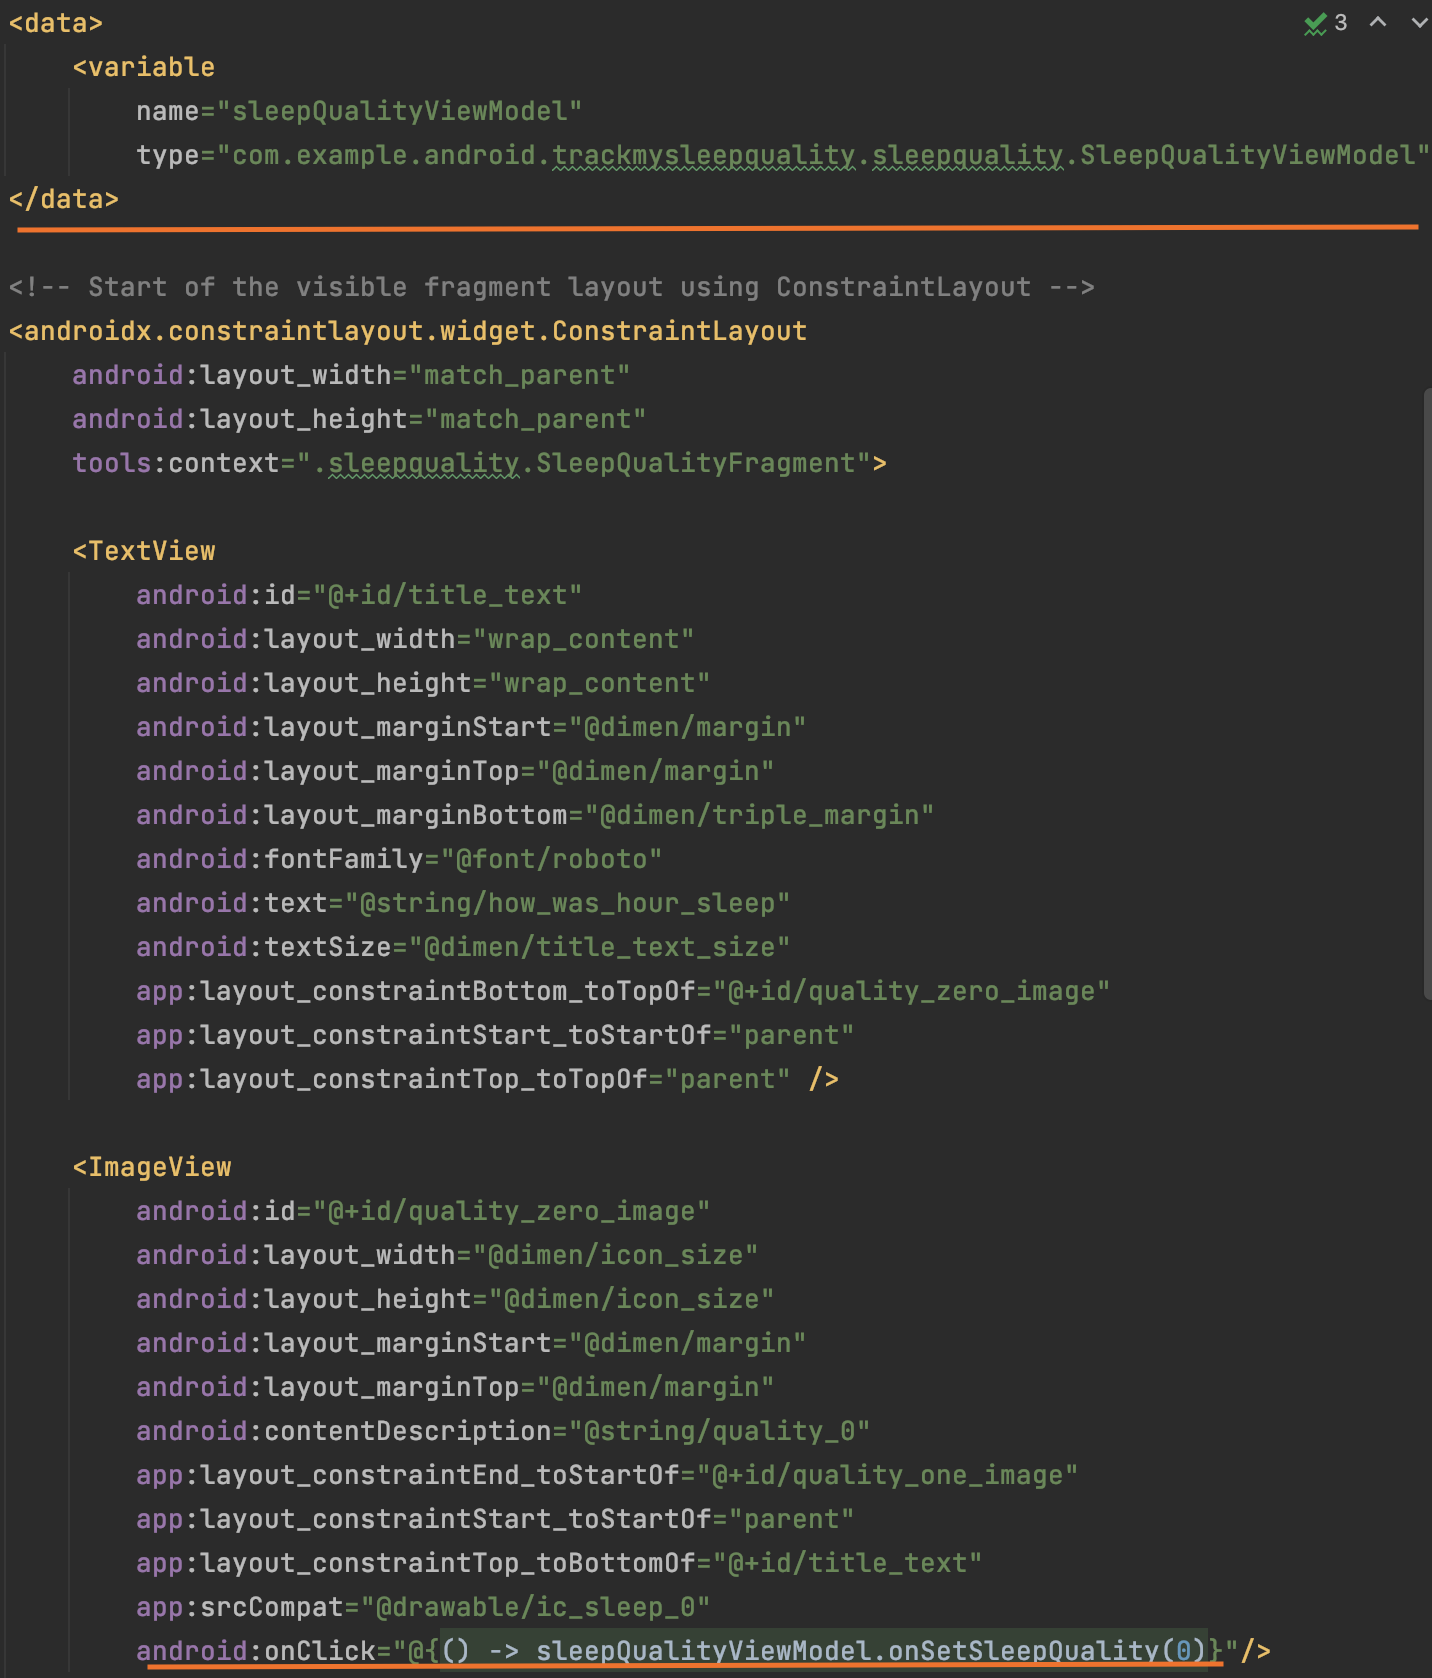 <data>
3
<variable
name="sleepQualityViewModel"
type="com.example.android.trackmysleepquality.sleepquality.SleepQualityViewModel"
</data>
<!-- Start of the visible fragment layout using ConstraintLayout -->
<androidx.constraintlayout.widget.ConstraintLayout
android:layout_width="match_parent"
android:layout_height="match_parent"
tools:context=".sleepquality.SleepQualityFragment">
<TextView
android:id="@+id/title_text"
android:layout_width="wrap_content"
android:layout_height="wrap_content"
android:layout_marginStart="@dimen/margin"
android:layout_marginTop="@dimen/margin"
android:layout_marginBottom="@dimen/triple_margin"
android:fontFamily="@font/roboto"
android:text="@string/how_was_hour_sleep"
android:textSize="@dimen/title_text_size"
app:layout_constraintBottom_toTopOf="@+id/quality_zero_image"
app:layout_constraintStart_toStartOf="parent"
app:layout_constraintTop_toTopOf="parent" />
<ImageView
android:id="@+id/quality_zero_image"
android:layout_width="@dimen/icon_size"
android:layout_height="@dimen/icon_size"
android:layout_marginStart="@dimen/margin"
android:layout_marginTop="@dimen/margin"
android:contentDescription="@string/quality_0"
app:layout_constraintEnd_toStartOf="@+id/quality_one_image"
app:layout_constraintStart_toStartOf="parent"
app:layout_constraintTop_toBottomOf="@+id/title_text"
app:srcCompat="@drawable/ic_sleep_0"
android:onClick="@{() -> sleepQualityViewModel.onSetSleepQuality(0)}"/>